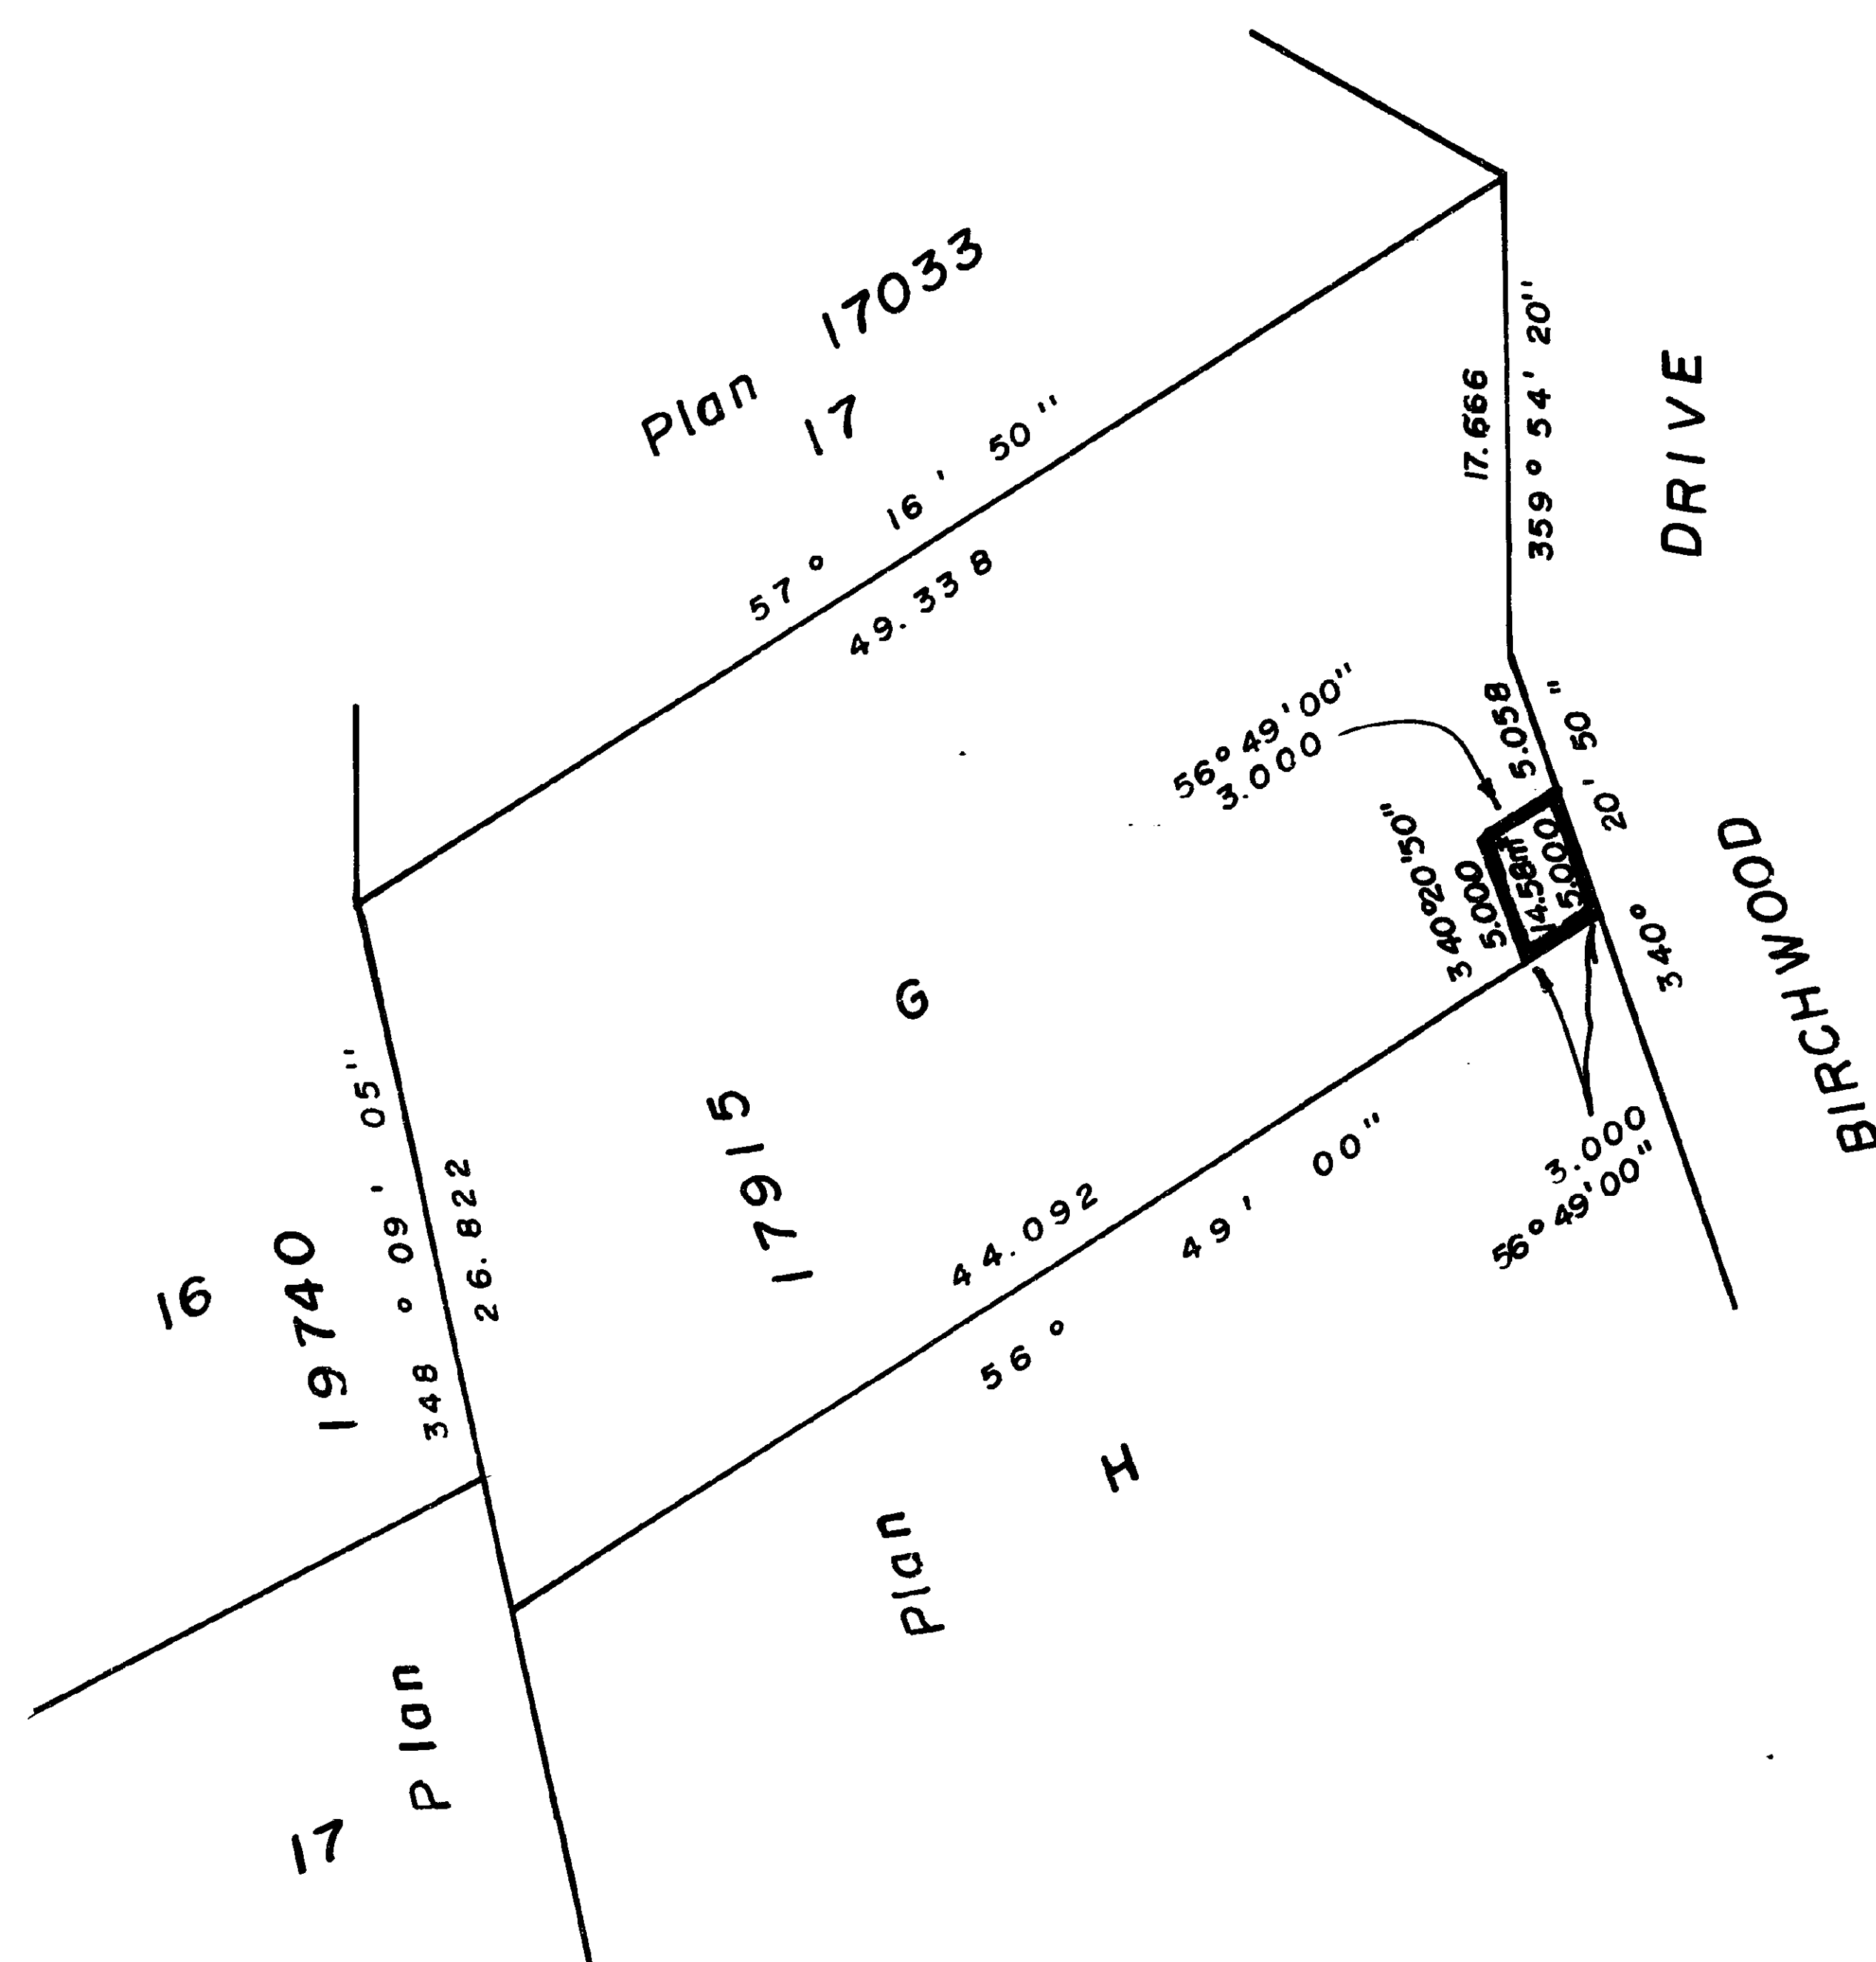 Plan 17033
17
57° 16' 50"
49.338
17.666
359° 54' 20"
DRIVE
56° 49' 00"
3.000
5.058
340° 20' 50"
340° 20' 50"
5.000
14.58m
5.000
BIRCHWOOD
G
3.000
56° 49' 00"
348° 09' 05"
26.822
16
Plan 19740
Plan 17915
44.092
56° 49' 00"
H
17